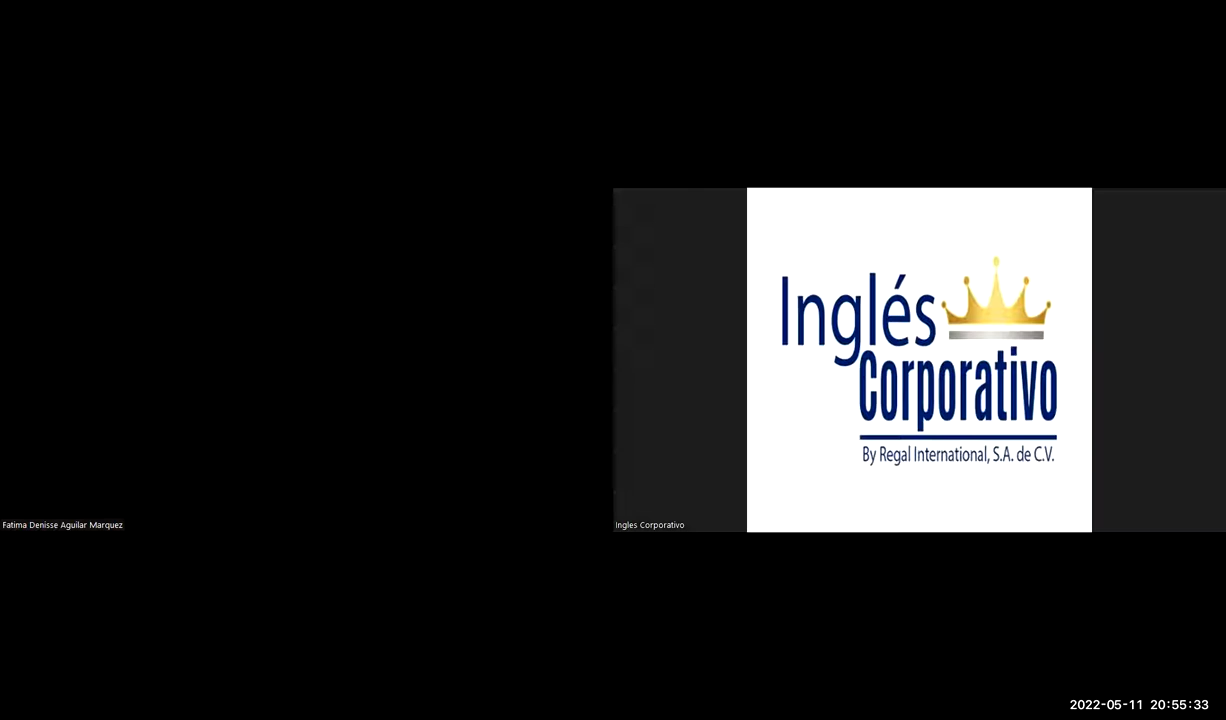 Inglés
Corporativo
By Regal International, S.A. de C.V.
Fatima Denisse Aguilar Marquez
Ingles Corporativo
2022-05-11 20:55:33